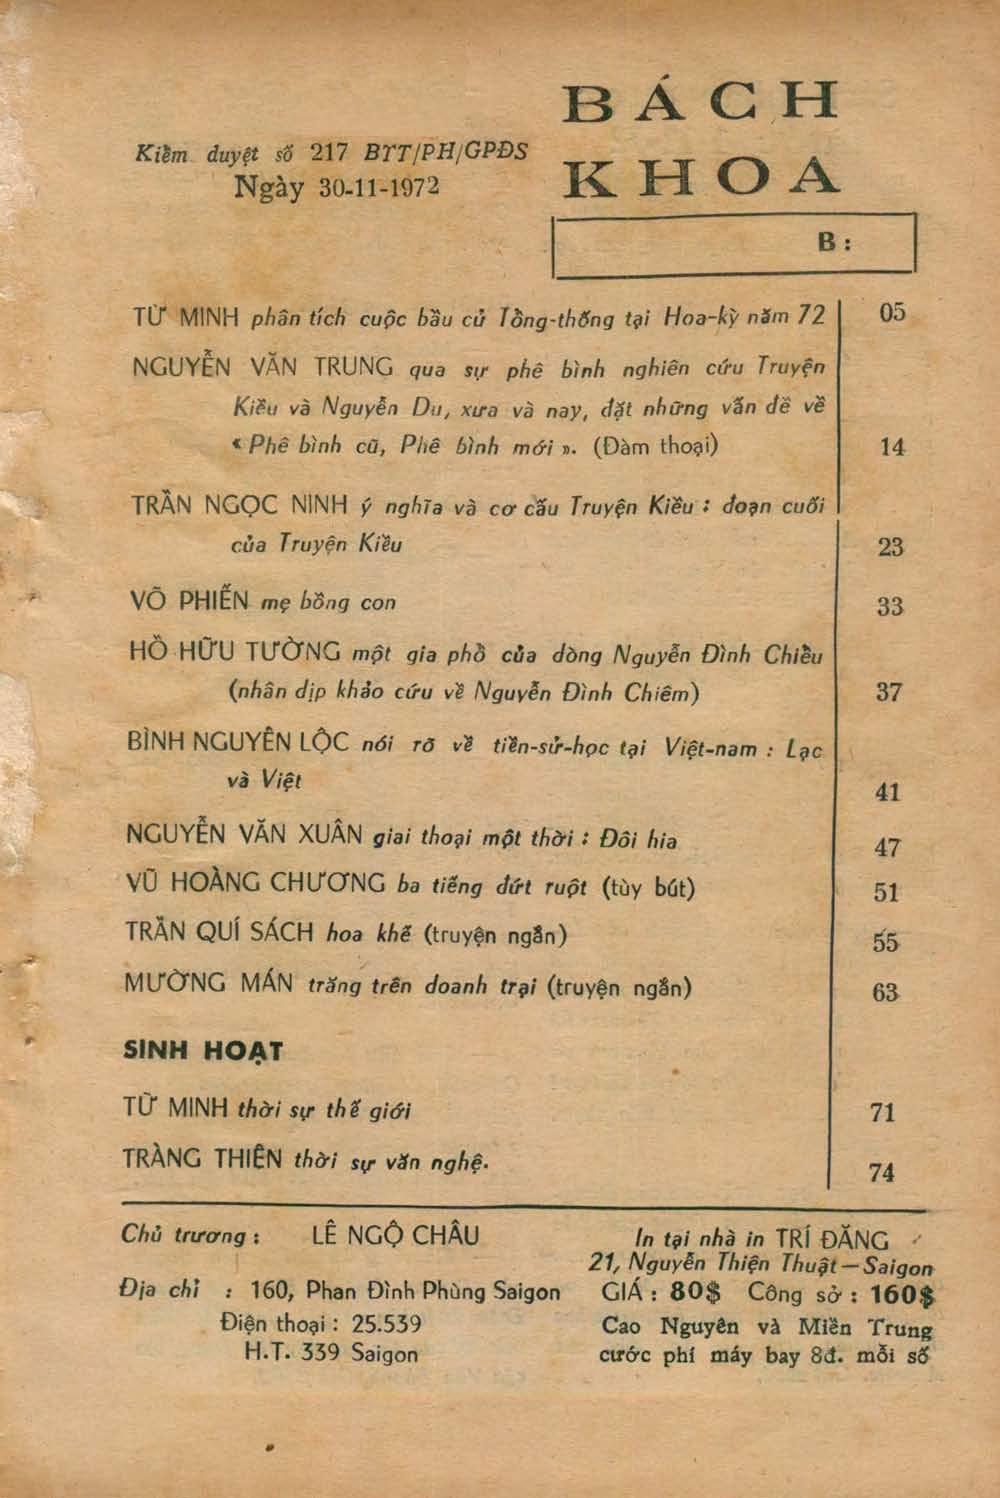 BÁCH
KHOA
Kiểm duyệt số 217 BTT/PH/GPĐS
Ngày 30-11-1972
B :
TỪ MINH phân tích cuộc bầu cử Tổng-thống tại Hoa-kỳ năm 72 05
NGUYỄN VĂN TRUNG qua sự phê bình nghiên cứu Truyện
Kiều và Nguyễn Du, xưa và nay, đặt những vấn đề về
« Phê bình cũ, Phê bình mới ». (Đàm thoại) 14
TRẦN NGỌC NINH ý nghĩa và cơ cấu Truyện Kiều : đoạn cuối
của Truyện Kiều 23
VÕ PHIẾN mẹ bồng con 33
HỒ HỮU TƯỜNG một gia phổ của dòng Nguyễn Đình Chiểu
(nhân dịp khảo cứu về Nguyễn Đình Chiêm) 37
BÌNH NGUYÊN LỘC nói rõ về tiền-sử-học tại Việt-nam : Lạc
và Việt 41
NGUYỄN VĂN XUÂN giai thoại một thời : Đôi hia 47
VŨ HOÀNG CHƯƠNG ba tiếng đứt ruột (tùy bút) 51
TRẦN QUÍ SÁCH hoa khế (truyện ngắn) 55
MƯỜNG MÁN trăng trên doanh trại (truyện ngắn) 63
SINH HOẠT
TỪ MINH thời sự thế giới 71
TRÀNG THIÊN thời sự văn nghệ. 74
Chủ trương : LÊ NGỘ CHÂU
Địa chỉ : 160, Phan Đình Phùng Saigon
Điện thoại : 25.539
H.T. 339 Saigon
In tại nhà in TRÍ ĐĂNG
21, Nguyễn Thiện Thuật — Saigon
GIÁ : 80$ Công sở : 160$
Cao Nguyên và Miền Trung
cước phí máy bay 8đ. mỗi số